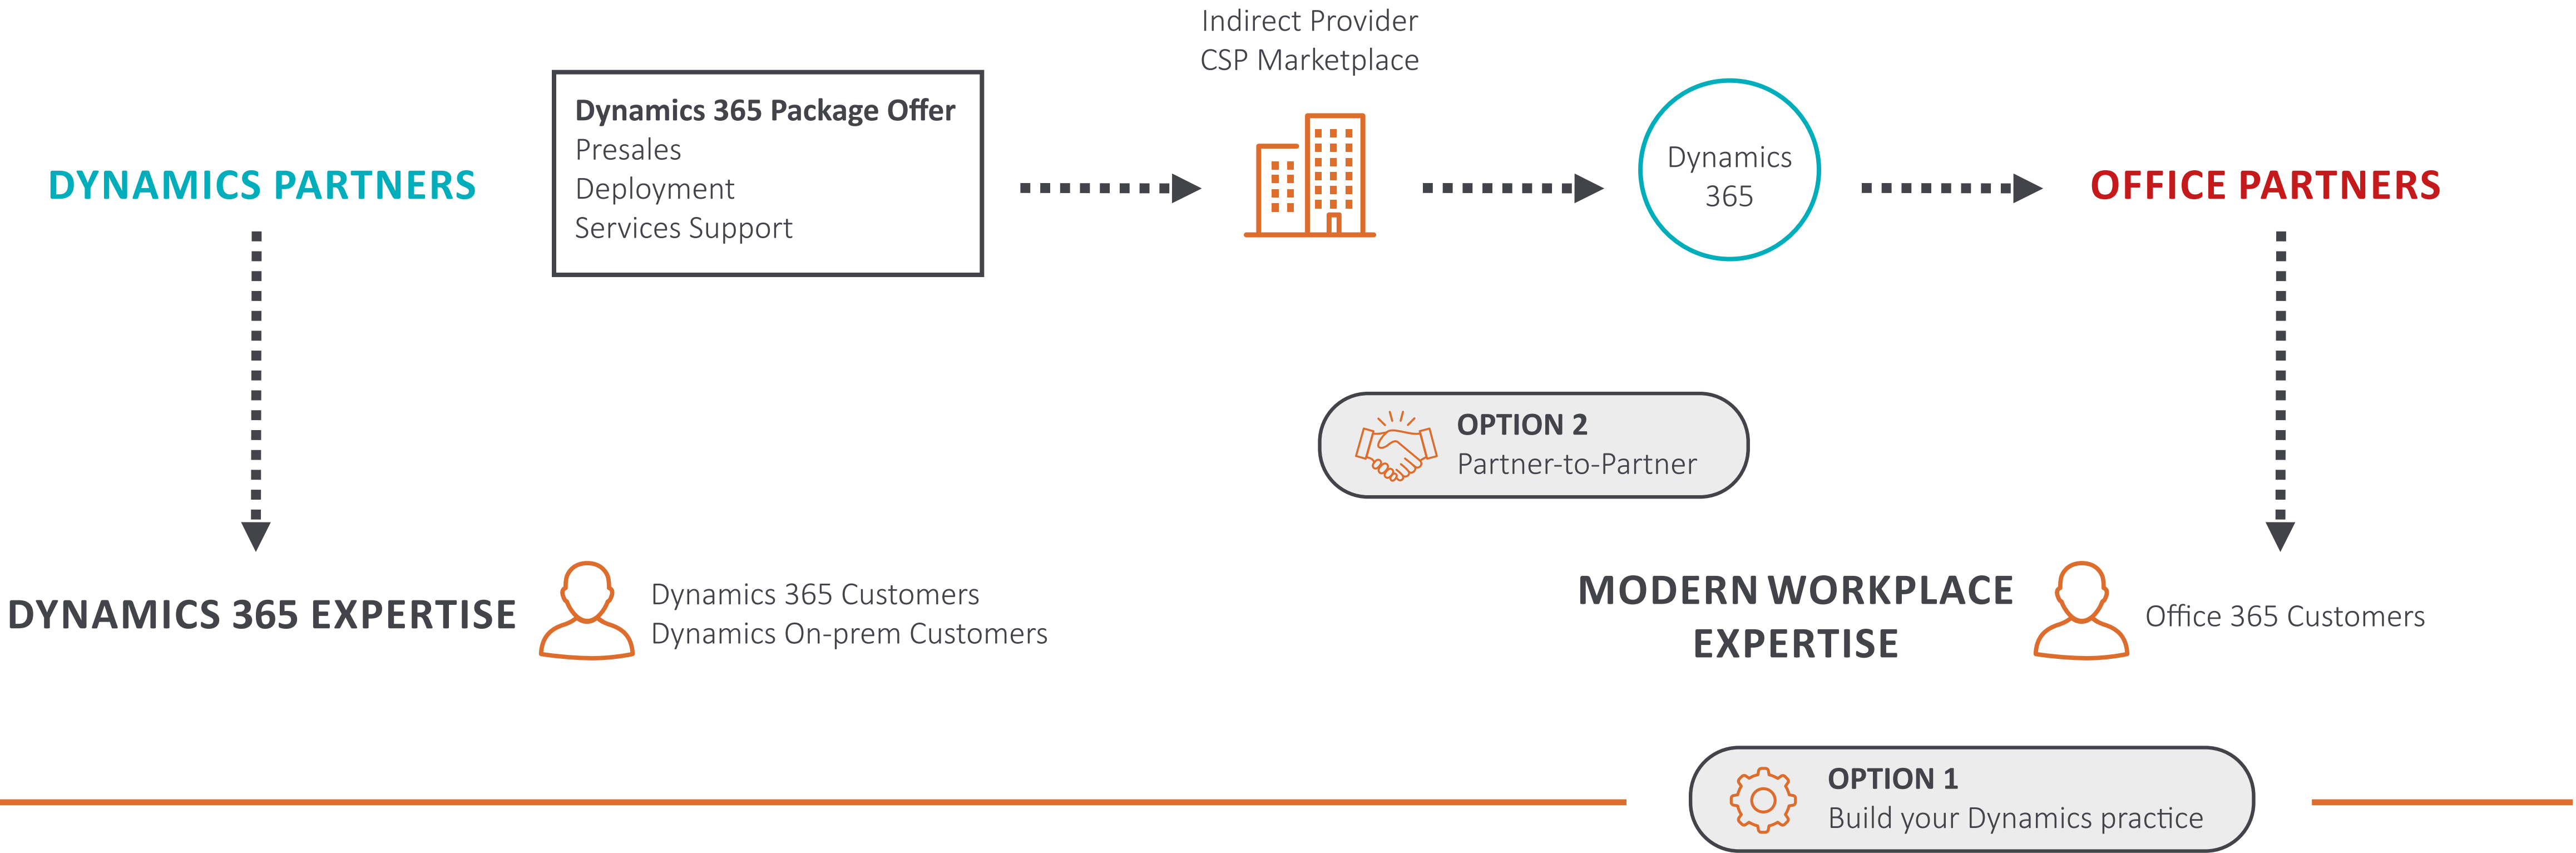 Indirect Provider
CSP Marketplace
DYNAMICS PARTNERS
Dynamics 365 Package Offer
Presales
Deployment
Services Support
Dynamics
365
OFFICE PARTNERS
OPTION 2
Partner-to-Partner
DYNAMICS 365 EXPERTISE
Dynamics 365 Customers
Dynamics On-prem Customers
MODERN WORKPLACE
EXPERTISE
Office 365 Customers
OPTION 1
Build your Dynamics practice